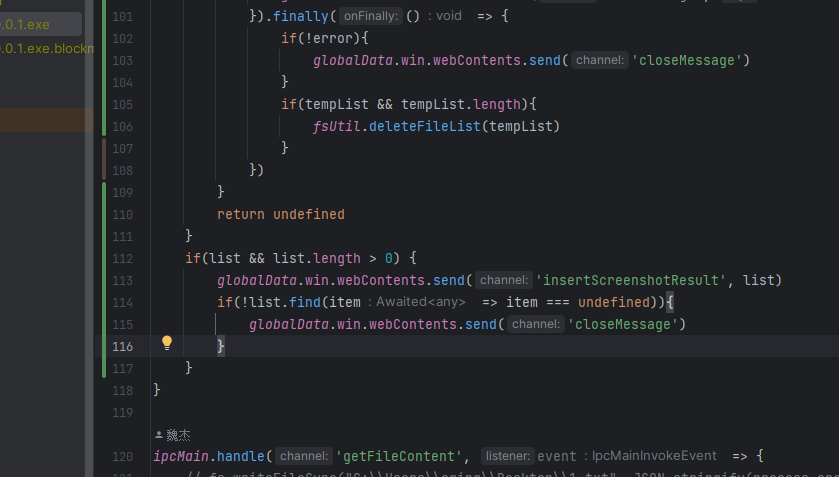 .0.1.exe
.0.1.exe.blockm
101 }).finally( onFinally: () : void => {
102 if(!error){
103 globalData.win.webContents.send( channel: 'closeMessage')
104 }
105 if(tempList && tempList.length){
106 fsUtil.deleteFileList(tempList)
107 }
108 })
109 }
110 return undefined
111 }
112 if(list && list.length > 0) {
113 globalData.win.webContents.send( channel: 'insertScreenshotResult', list)
114 if(!list.find(item : Awaited<any> => item === undefined)){
115 globalData.win.webContents.send( channel: 'closeMessage')
116 }
117 }
118 }
119
魏杰
120 ipcMain.handle( channel: 'getFileContent', listener: event : IpcMainInvokeEvent => {